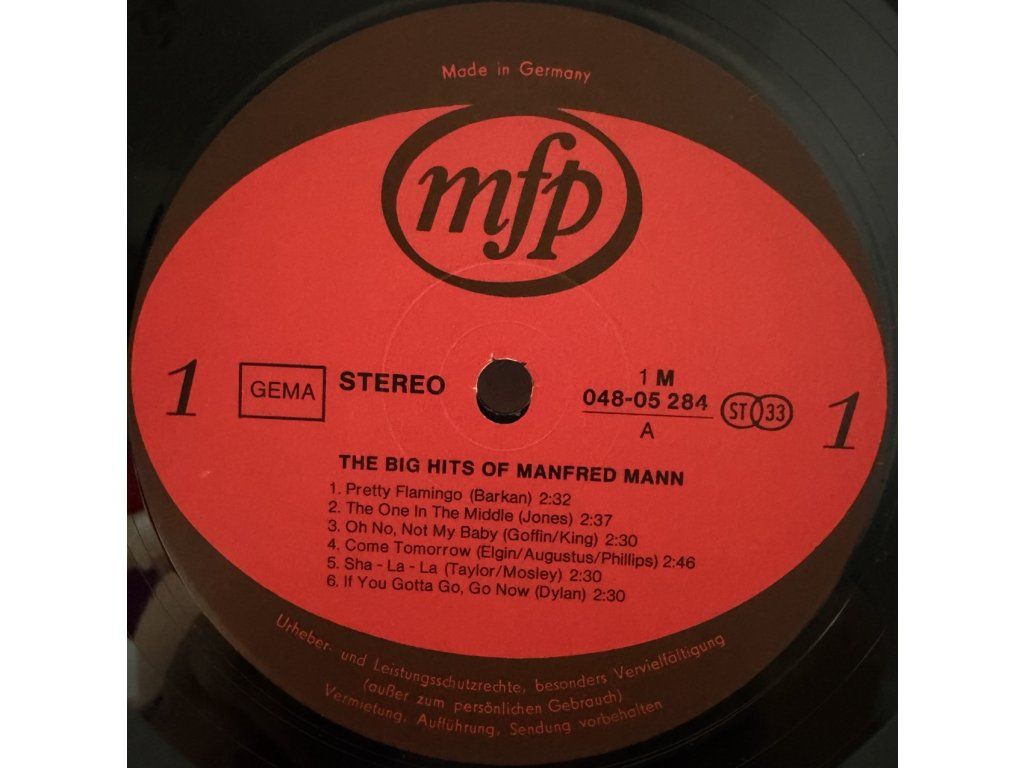 Made in Germany
mfp
1
GEMA
STEREO
1 M
048-05 284
A
ST 33
1
THE BIG HITS OF MANFRED MANN
1. Pretty Flamingo (Barkan) 2:32
2. The One In The Middle (Jones) 2:37
3. Oh No, Not My Baby (Goffin/King) 2:30
4. Come Tomorrow (Elgin/Augustus/Phillips) 2:46
5. Sha - La - La (Taylor/Mosley) 2:30
6. If You Gotta Go, Go Now (Dylan) 2:30
Urheber- und Leistungsschutzrechte, besonders Vervielfältigung
(außer zum persönlichen Gebrauch)
Vermietung, Aufführung, Sendung vorbehalten